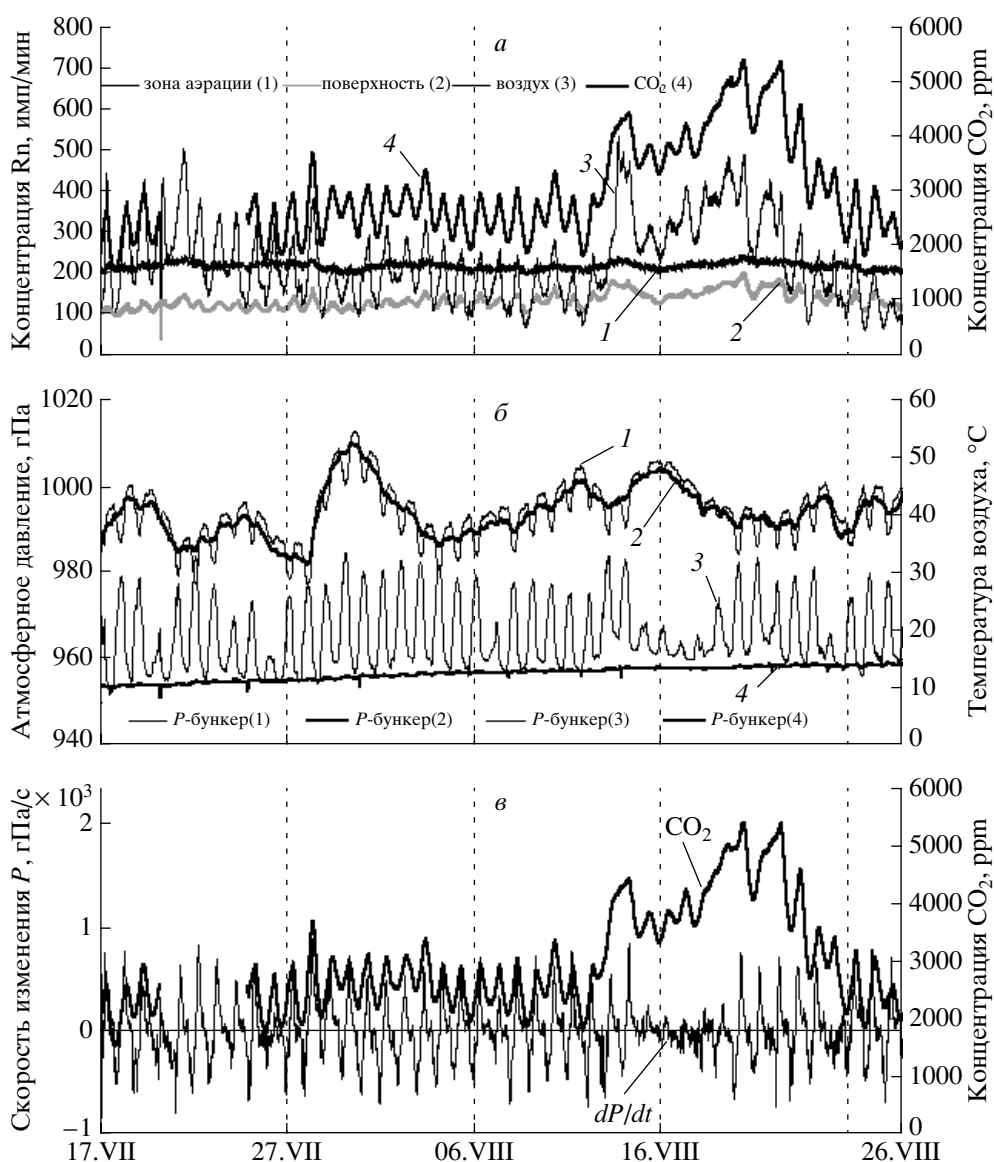 а
Концентрация Rn, имп/мин
800
700
600
500
400
300
200
100
0
зона аэрации (1)
поверхность (2)
воздух (3)
CO₂ (4)
4
3
1
2
6000
5000
4000
3000
2000
1000
0
Концентрация CO₂, ppm
б
Атмосферное давление, гПа
1020
1000
980
960
940
1
2
3
4
P-бункер(1)
P-бункер(2)
P-бункер(3)
P-бункер(4)
60
50
40
30
20
10
0
Температура воздуха, °С
в
Скорость изменения P, гПа/с
× 10³
2
1
0
−1
CO₂
dP/dt
6000
5000
4000
3000
2000
1000
0
Концентрация CO₂, ppm
17.VII
27.VII
06.VIII
16.VIII
26.VIII